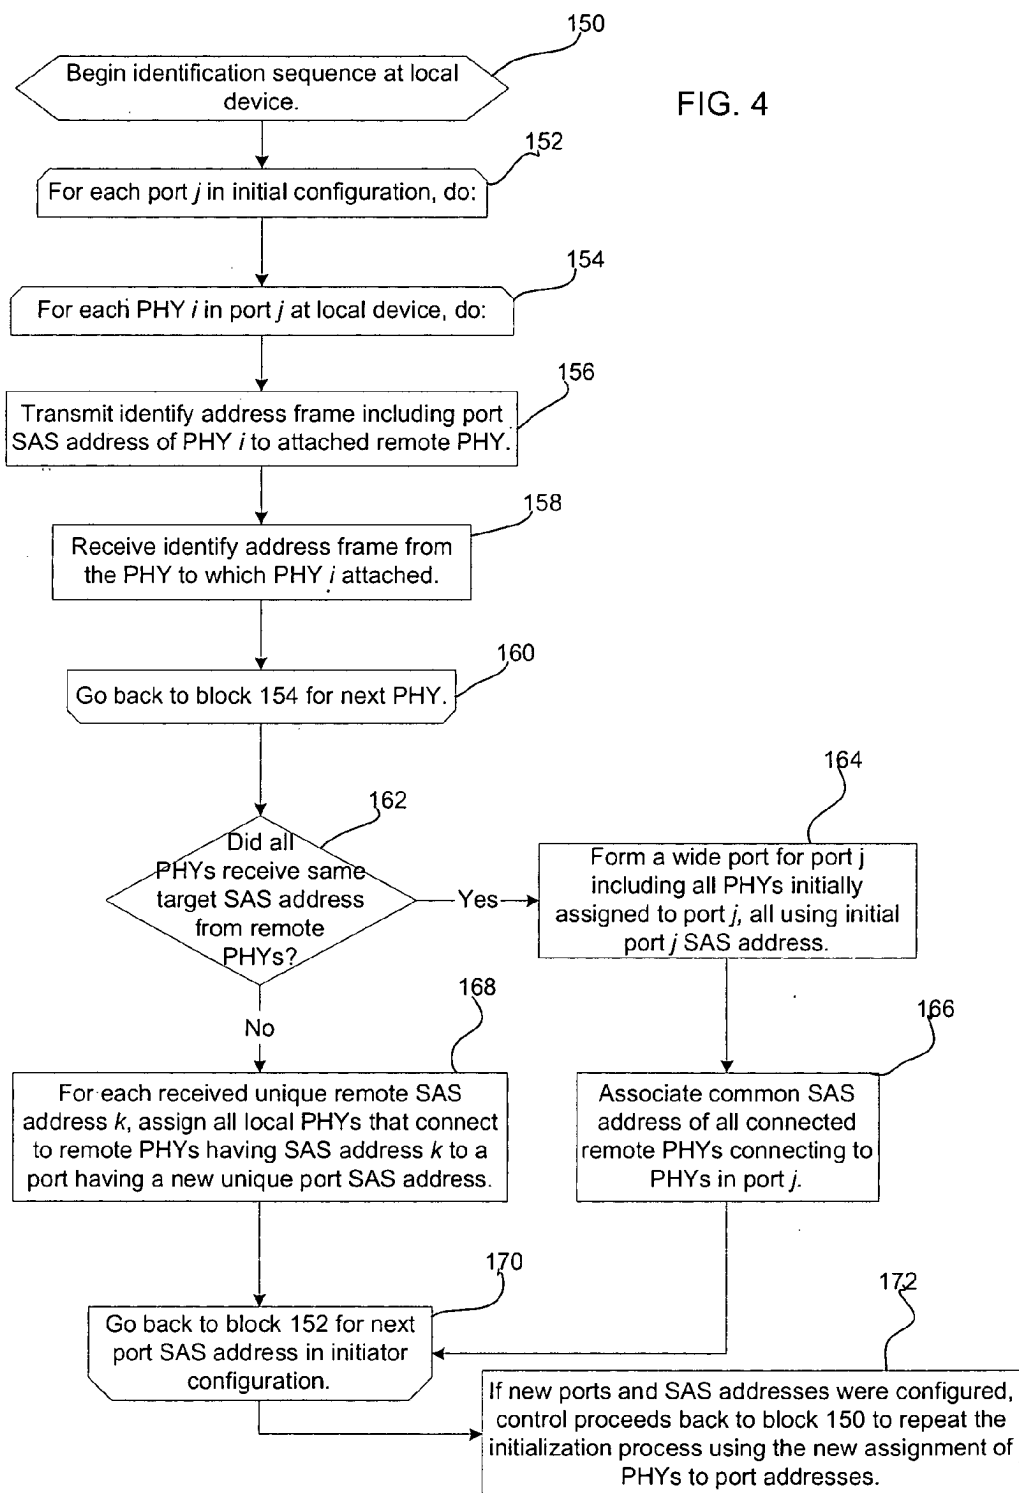 150
Begin identification sequence at local
device.
FIG. 4
152
For each port j in initial configuration, do:
154
For each PHY i in port j at local device, do:
156
Transmit identify address frame including port
SAS address of PHY i to attached remote PHY.
158
Receive identify address frame from
the PHY to which PHY i attached.
160
Go back to block 154 for next PHY.
162
Did all
PHYs receive same
target SAS address
from remote
PHYs?
Yes
No
164
Form a wide port for port j
including all PHYs initially
assigned to port j, all using initial
port j SAS address.
166
Associate common SAS
address of all connected
remote PHYs connecting to
PHYs in port j.
168
For each received unique remote SAS
address k, assign all local PHYs that connect
to remote PHYs having SAS address k to a
port having a new unique port SAS address.
170
Go back to block 152 for next
port SAS address in initiator
configuration.
172
If new ports and SAS addresses were configured,
control proceeds back to block 150 to repeat the
initialization process using the new assignment of
PHYs to port addresses.